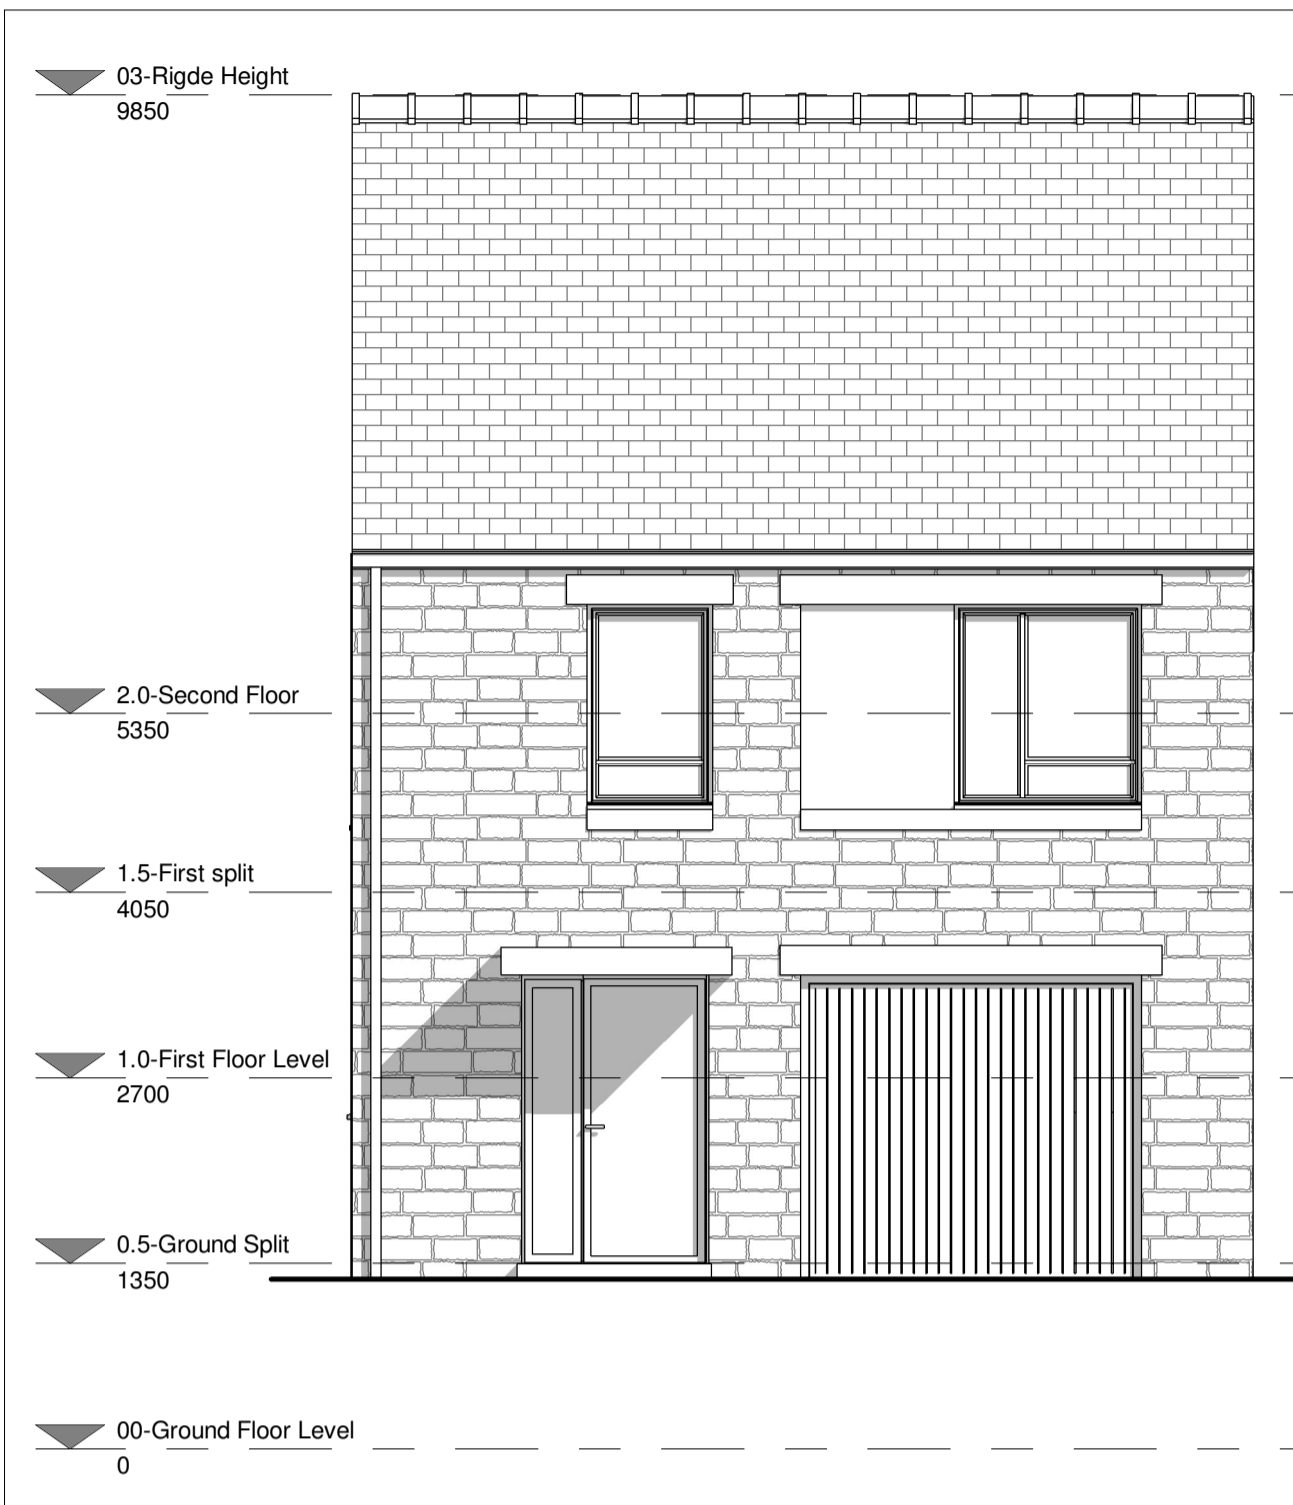 03-Rigde Height
9850
2.0-Second Floor
5350
1.5-First split
4050
1.0-First Floor Level
2700
0.5-Ground Split
1350
00-Ground Floor Level
0